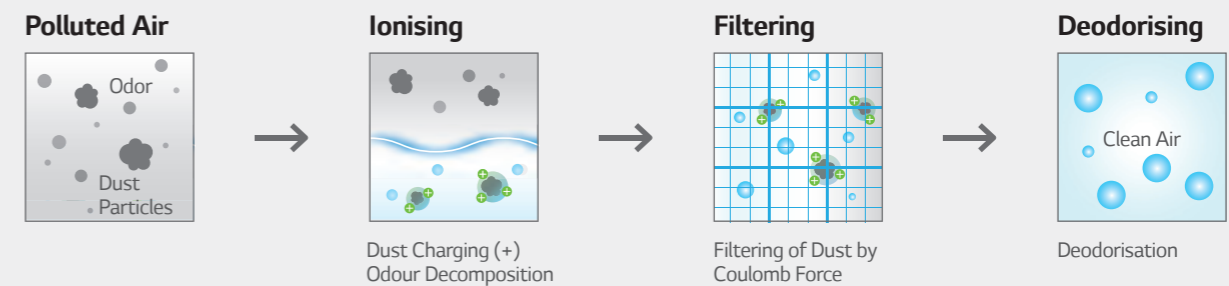 Polluted Air
Odor
Dust
Particles
Ionising
Dust Charging (+)
Odour Decomposition
Filtering
Filtering of Dust by
Coulomb Force
Deodorising
Clean Air
Deodorisation